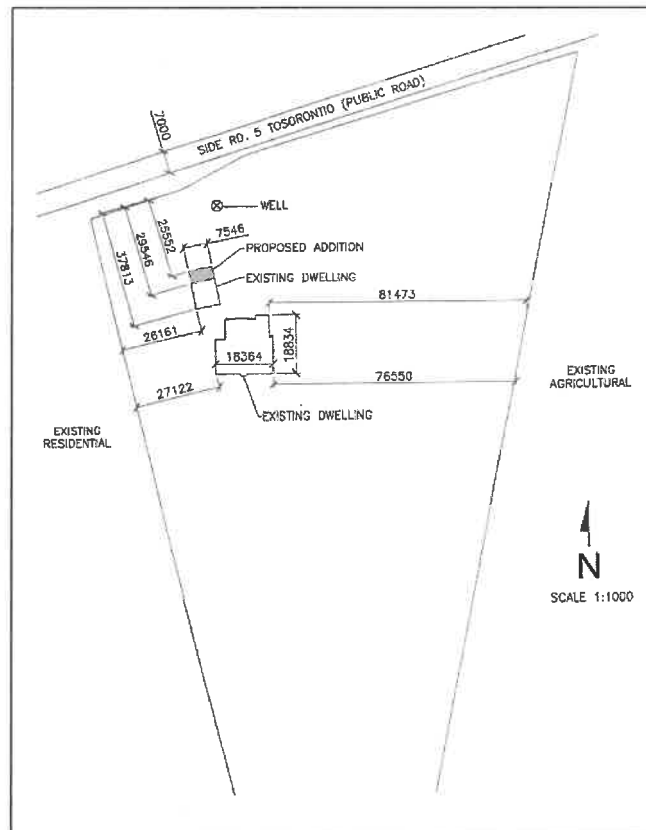 SIDE RD. 5 TOSORONTIO (PUBLIC ROAD)
7000
WELL
7546
25552
29546
37813
PROPOSED ADDITION
EXISTING DWELLING
81473
26161
18364
18834
27122
76550
EXISTING DWELLING
EXISTING
RESIDENTIAL
EXISTING
AGRICULTURAL
N
SCALE 1:1000